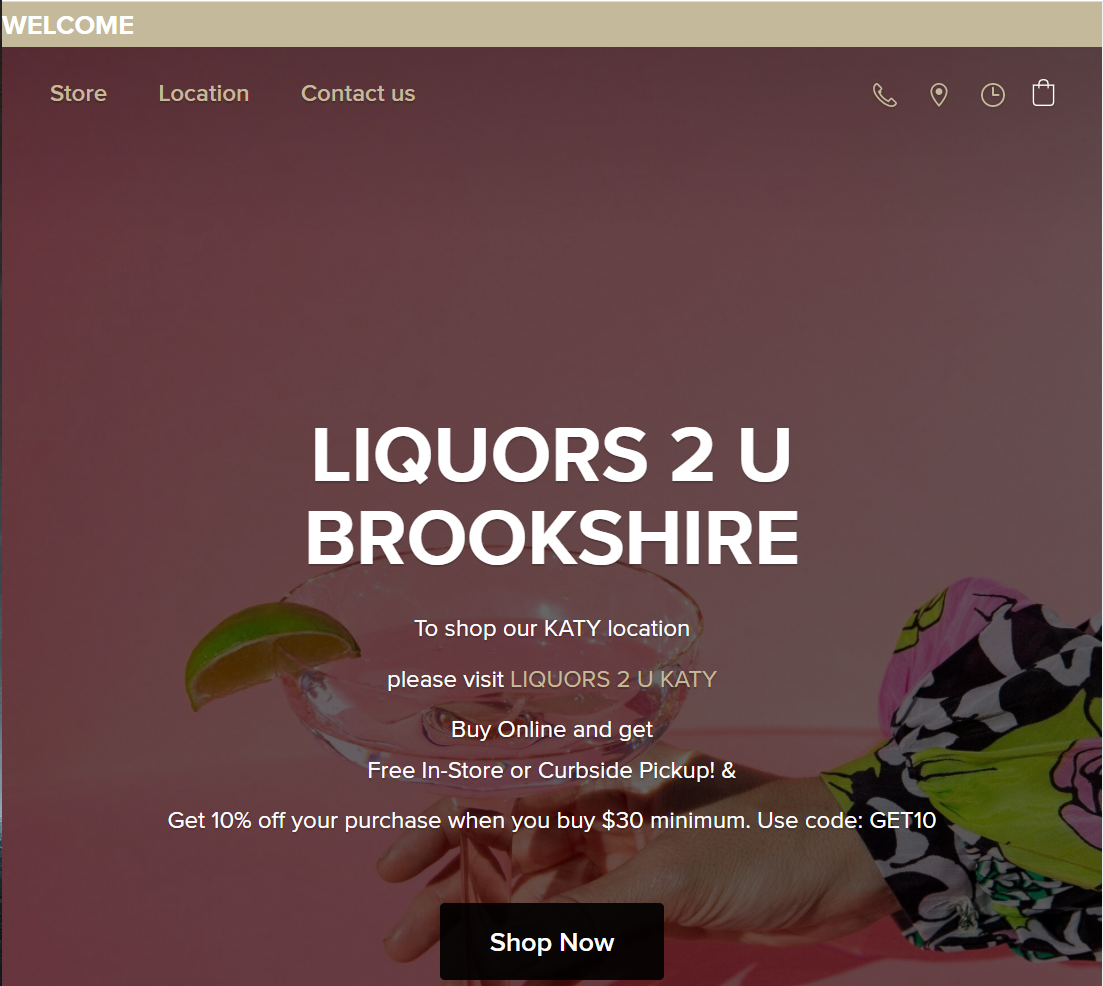 WELCOME
Store
Location
Contact us
LIQUORS 2 U
BROOKSHIRE
To shop our KATY location
please visit LIQUORS 2 U KATY
Buy Online and get
Free In-Store or Curbside Pickup! &
Get 10% off your purchase when you buy $30 minimum. Use code: GET10
Shop Now